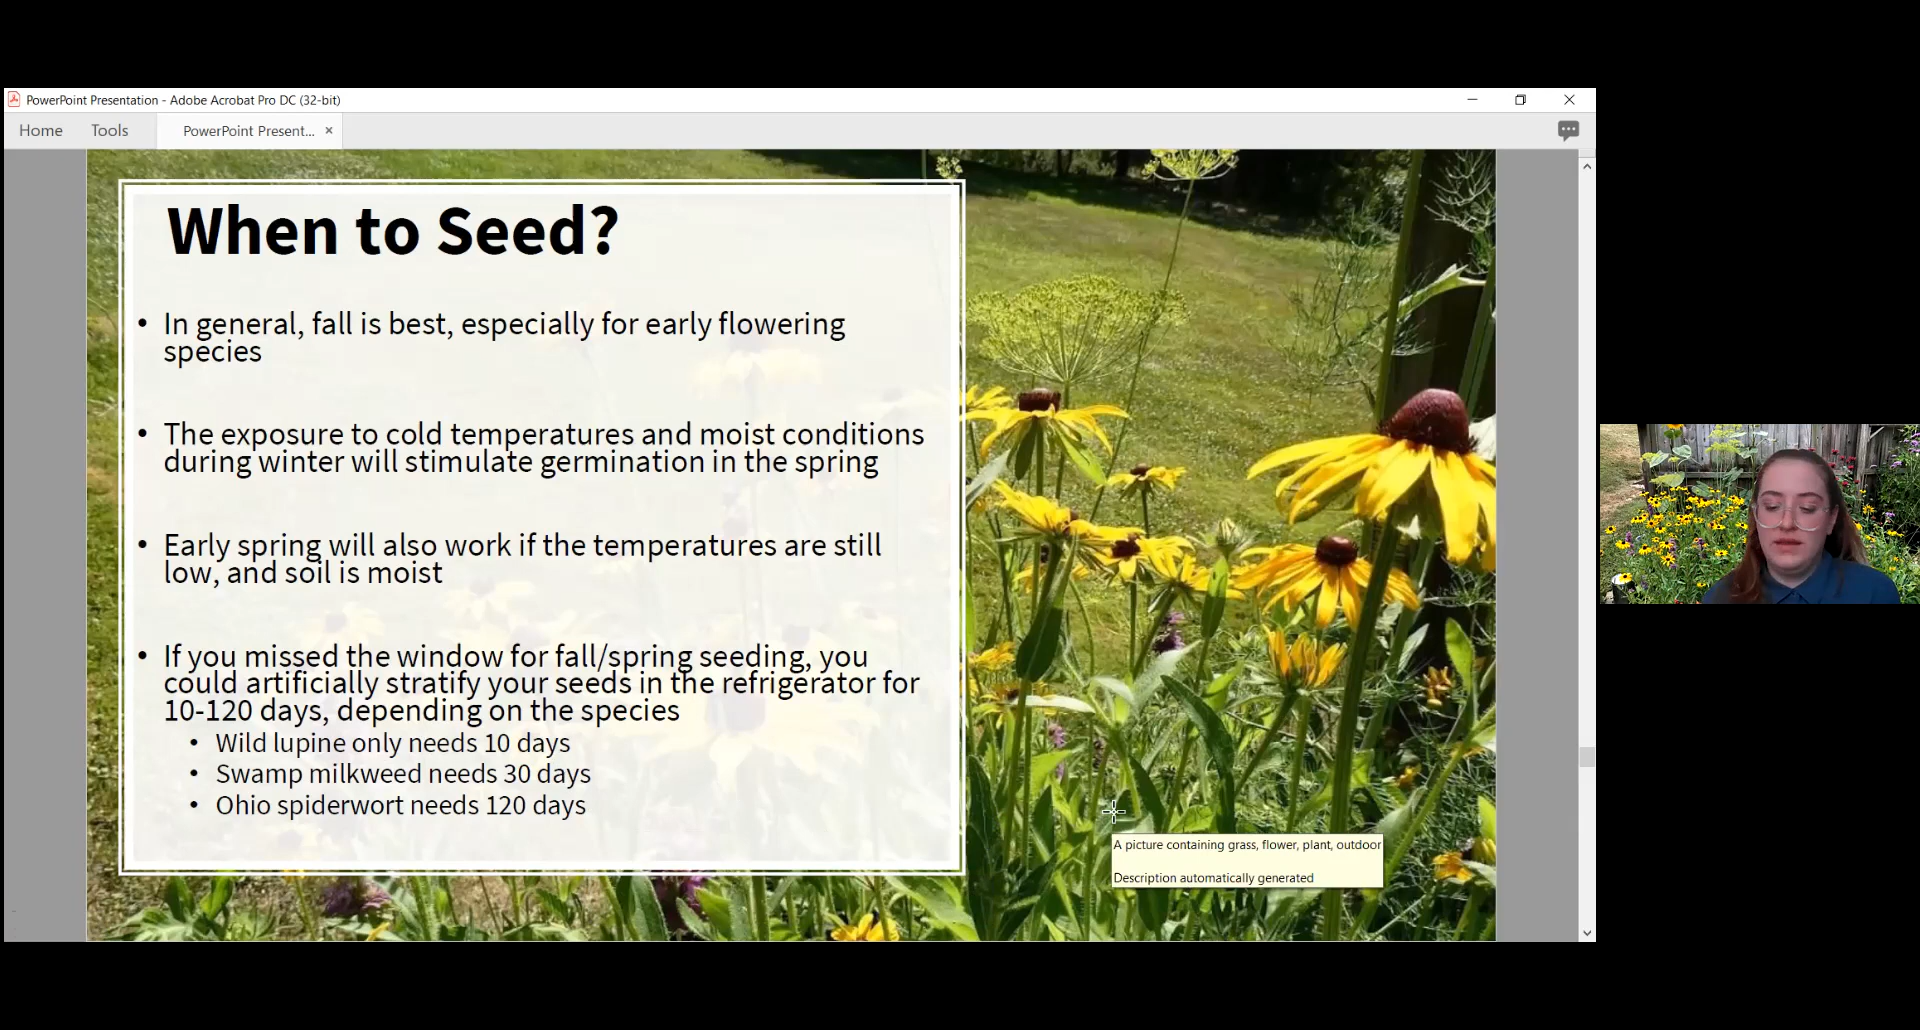 PowerPoint Presentation - Adobe Acrobat Pro DC (32-bit)
Home Tools PowerPoint Present... ×
When to Seed?
• In general, fall is best, especially for early flowering
species
• The exposure to cold temperatures and moist conditions
during winter will stimulate germination in the spring
• Early spring will also work if the temperatures are still
low, and soil is moist
• If you missed the window for fall/spring seeding, you
could artificially stratify your seeds in the refrigerator for
10-120 days, depending on the species
• Wild lupine only needs 10 days
• Swamp milkweed needs 30 days
• Ohio spiderwort needs 120 days
A picture containing grass, flower, plant, outdoor
Description automatically generated